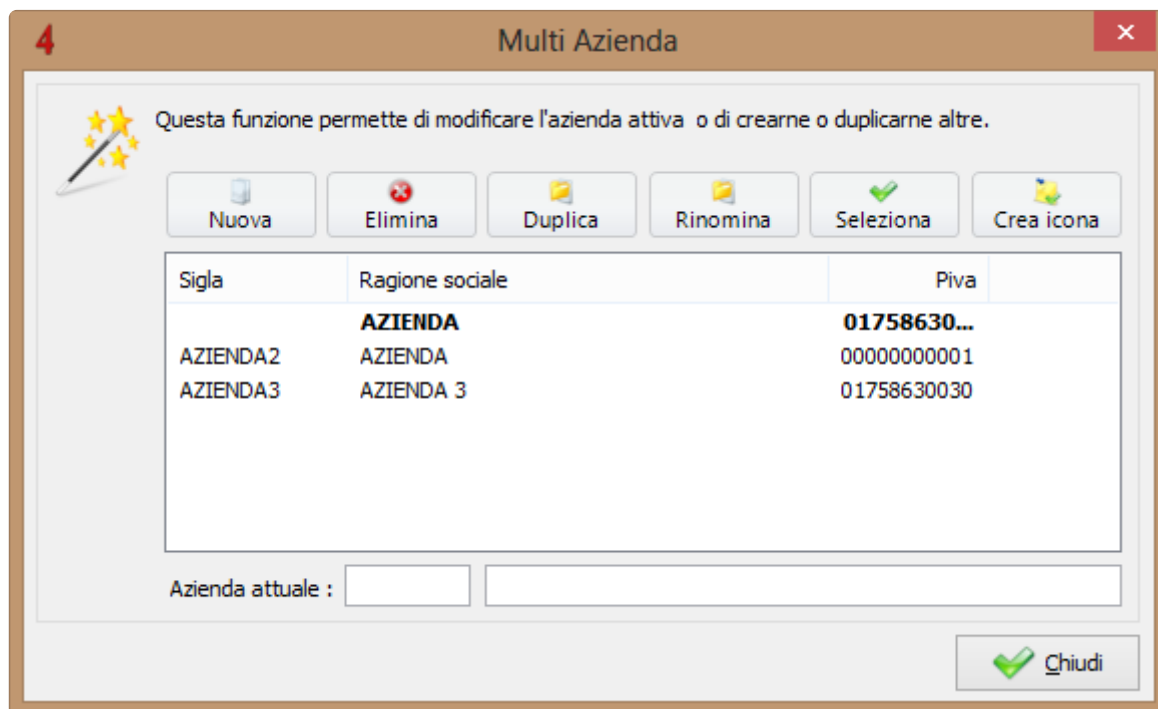 4 Multi Azienda
Questa funzione permette di modificare l'azienda attiva o di crearne o duplicarne altre.
Nuova Elimina Duplica Rinomina Seleziona Crea icona
Sigla Ragione sociale Piva
AZIENDA 01758630...
AZIENDA2 AZIENDA 00000000001
AZIENDA3 AZIENDA 3 01758630030
Azienda attuale :
Chiudi